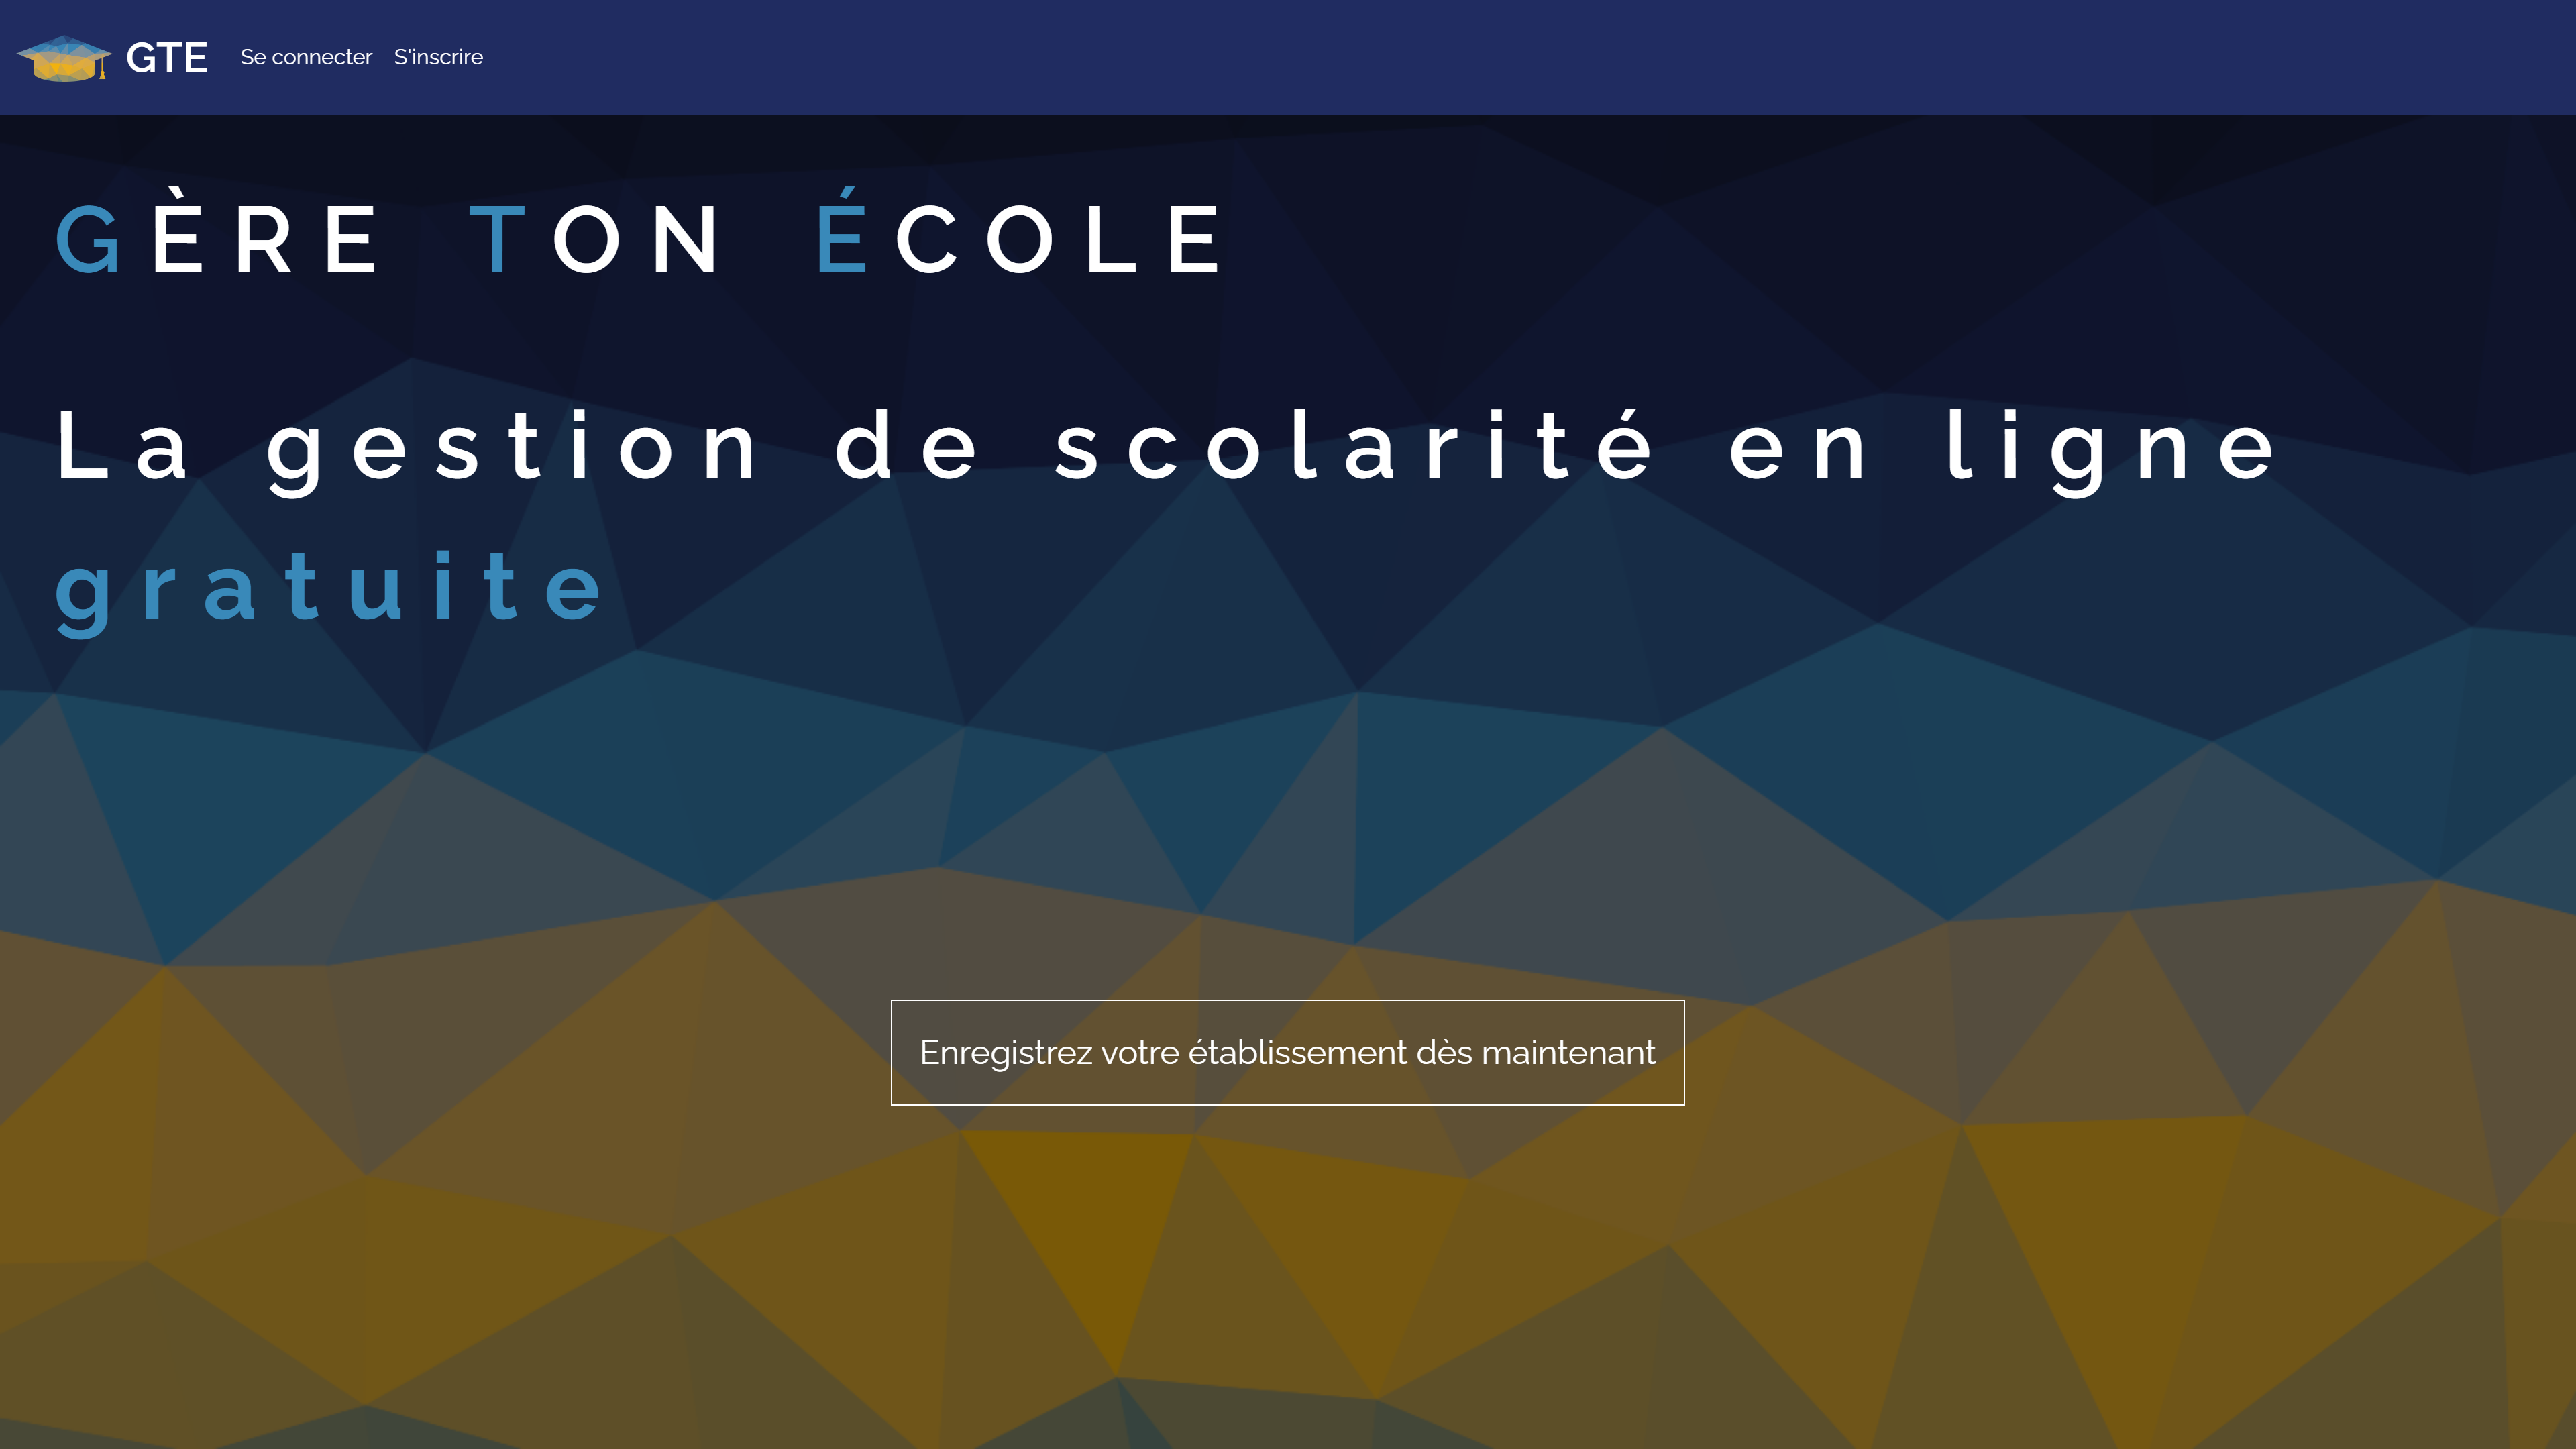 GTE
Se connecter
S'inscrire
GÈRE TON ÉCOLE
La gestion de scolarité en ligne
gratuite
Enregistrez votre établissement dès maintenant